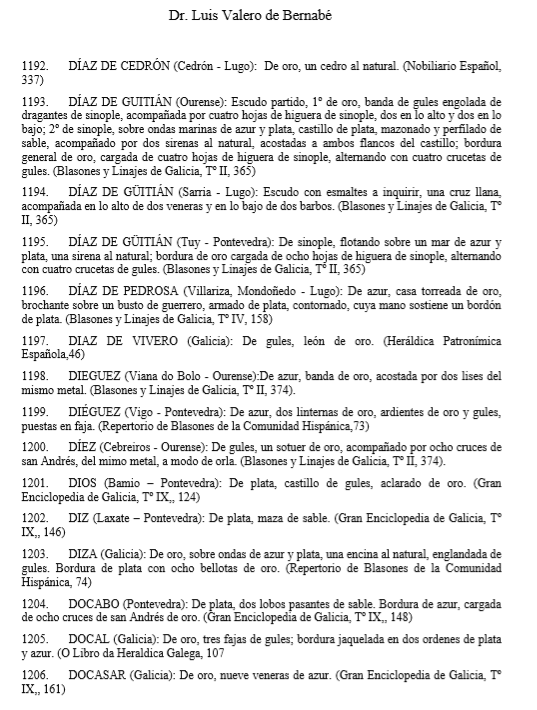 Dr. Luis Valero de Bernabé
1192. DÍAZ DE CEDRÓN (Cedrón - Lugo): De oro, un cedro al natural. (Nobiliario Español,
337)
1193. DÍAZ DE GUITIÁN (Ourense): Escudo partido, 1º de oro, banda de gules engolada de
dragantes de sinople, acompañada por cuatro hojas de higuera de sinople, dos en lo alto y dos en lo
bajo; 2º de sinople, sobre ondas marinas de azur y plata, castillo de plata, mazonado y perfilado de
sable, acompañado por dos sirenas al natural, acostadas a ambos flancos del castillo; bordura
general de oro, cargada de cuatro hojas de higuera de sinople, alternando con cuatro crucetas de
gules. (Blasones y Linajes de Galicia, Tº II, 365)
1194. DÍAZ DE GÜITIÁN (Sarria - Lugo): Escudo con esmaltes a inquirir, una cruz llana,
acompañada en lo alto de dos veneras y en lo bajo de dos barbos. (Blasones y Linajes de Galicia, Tº
II, 365)
1195. DÍAZ DE GÜITIÁN (Tuy - Pontevedra): De sinople, flotando sobre un mar de azur y
plata, una sirena al natural; bordura de oro cargada de ocho hojas de higuera de sinople, alternando
con cuatro crucetas de gules. (Blasones y Linajes de Galicia, Tº II, 365)
1196. DÍAZ DE PEDROSA (Villariz, Mondoñedo - Lugo): De azur, casa torreada de oro,
brochante sobre un busto de guerrero, armado de plata, contornado, cuya mano sostiene un bordón
de plata. (Blasones y Linajes de Galicia, Tº IV, 158)
1197. DIAZ DE VIVERO (Galicia): De gules, león de oro. (Heráldica Patronímica
Española,46)
1198. DIEGUEZ (Viana do Bolo - Ourense):De azur, banda de oro, acostada por dos lises del
mismo metal. (Blasones y Linajes de Galicia, Tº II, 374).
1199. DIÉGUEZ (Vigo - Pontevedra): De azur, dos linternas de oro, ardientes de oro y gules,
puestas en faja. (Repertorio de Blasones de la Comunidad Hispánica,73)
1200. DÍEZ (Cebreiros - Ourense): De gules, un sotuer de oro, acompañado por ocho cruces de
san Andrés, del mimo metal, a modo de orla. (Blasones y Linajes de Galicia, Tº II, 374).
1201. DIOS (Bamio – Pontevedra): De plata, castillo de gules, aclarado de oro. (Gran
Enciclopedia de Galicia, Tº IX,, 124)
1202. DIZ (Laxate – Pontevedra): De plata, maza de sable. (Gran Enciclopedia de Galicia, Tº
IX,, 146)
1203. DIZA (Galicia): De oro, sobre ondas de azur y plata, una encina al natural, englandada de
gules. Bordura de plata con ocho bellotas de oro. (Repertorio de Blasones de la Comunidad
Hispánica, 74)
1204. DOCABO (Pontevedra): De plata, dos lobos pasantes de sable. Bordura de azur, cargada
de ocho cruces de san Andrés de oro. (Gran Enciclopedia de Galicia, Tº IX,, 148)
1205. DOCAL (Galicia): De oro, tres fajas de gules; bordura jaquelada en dos ordenes de plata
y azur. (O Libro da Heraldica Galega, 107
1206. DOCASAR (Galicia): De oro, nueve veneras de azur. (Gran Enciclopedia de Galicia, Tº
IX,, 161)